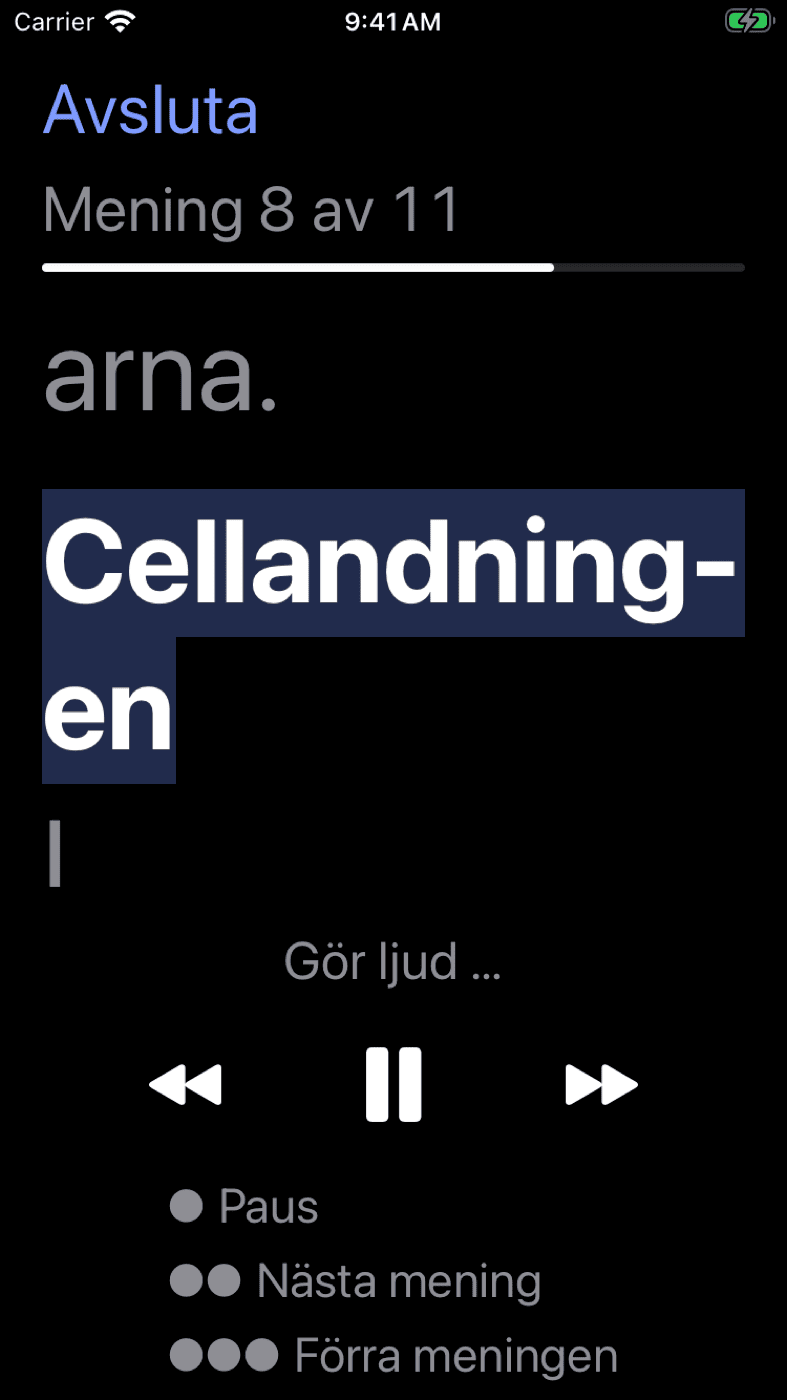 Carrier 9:41 AM
Avsluta
Mening 8 av 11
arna.
Cellandning-
en
Gör ljud …
Paus
Nästa mening
Förra meningen